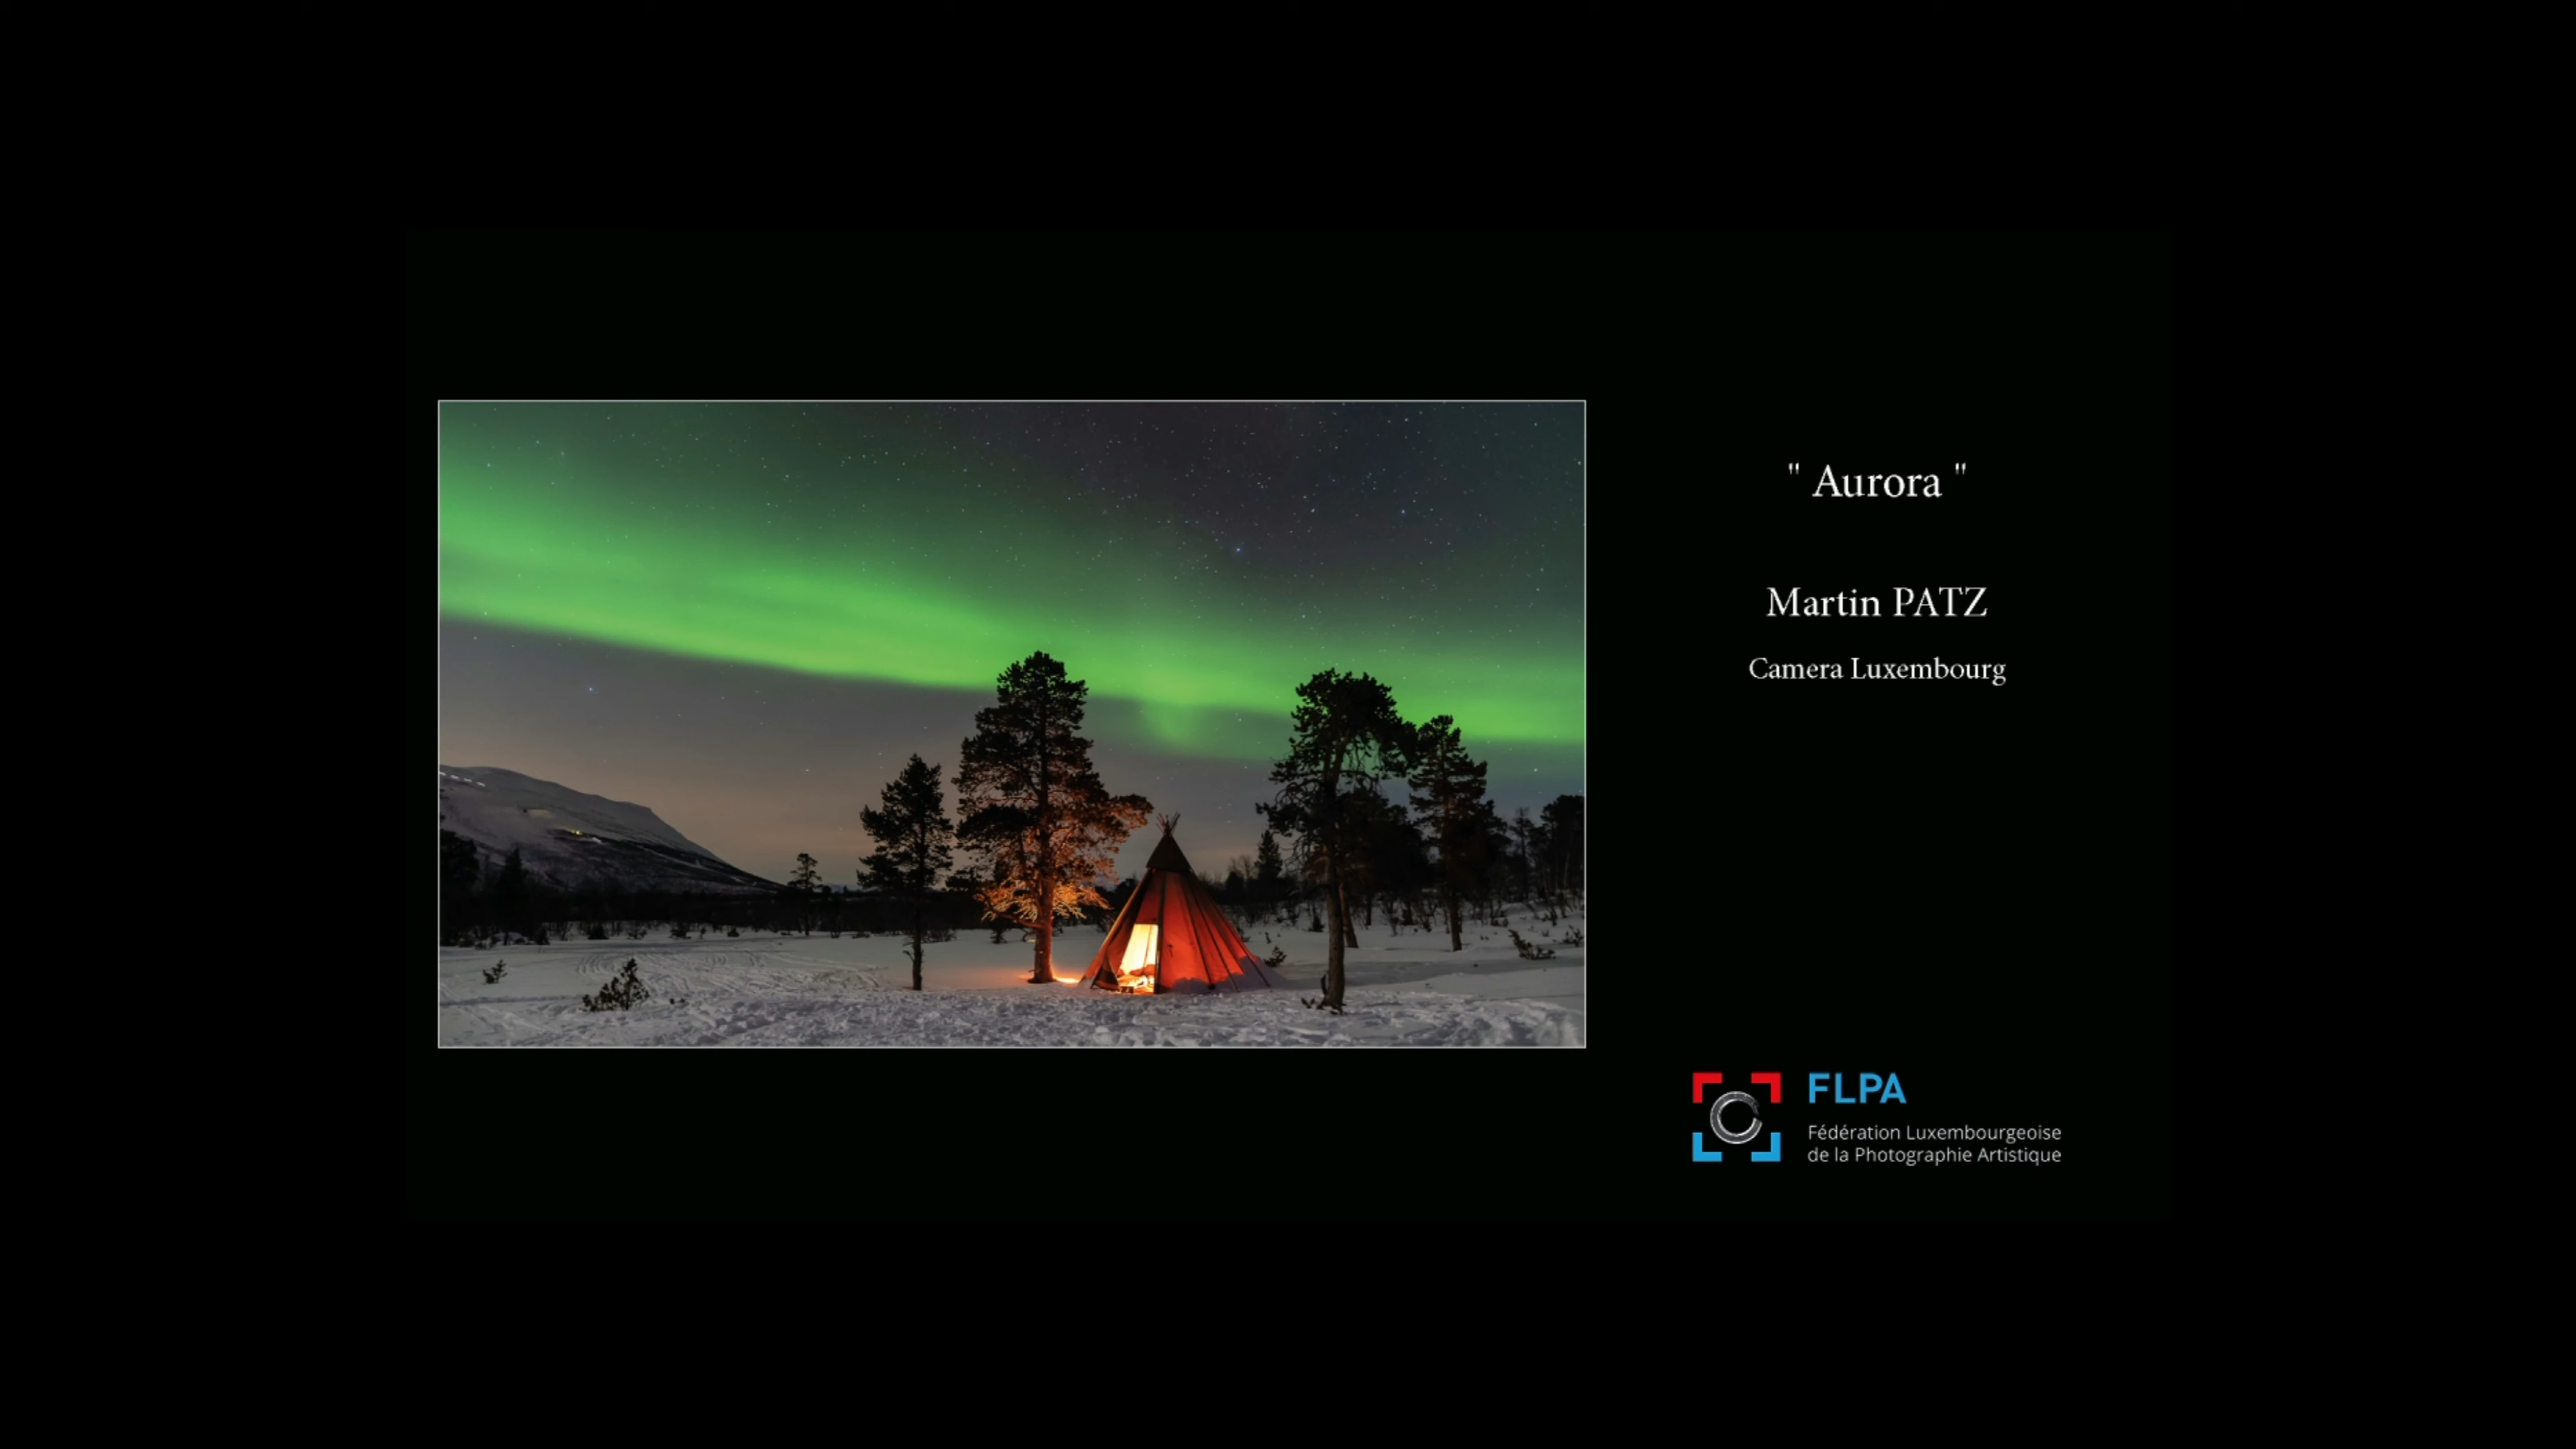 " Aurora "
Martin PATZ
Camera Luxembourg
FLPA
Fédération Luxembourgeoise
de la Photographie Artistique